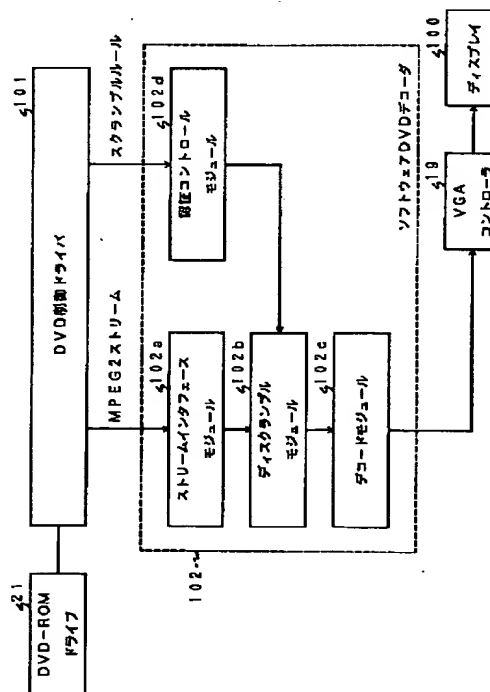 21
DVD-ROM
ドライブ
101
DVD制御ドライバ
MPEG2ストリーム
スクランブルルール
102
102a
ストリームインタフェース
モジュール
102d
認証コントロール
モジュール
102b
ディスクランブル
モジュール
102c
デコードモジュール
ソフトウェアDVDデコーダ
19
VGA
コントローラ
100
ディスプレイ